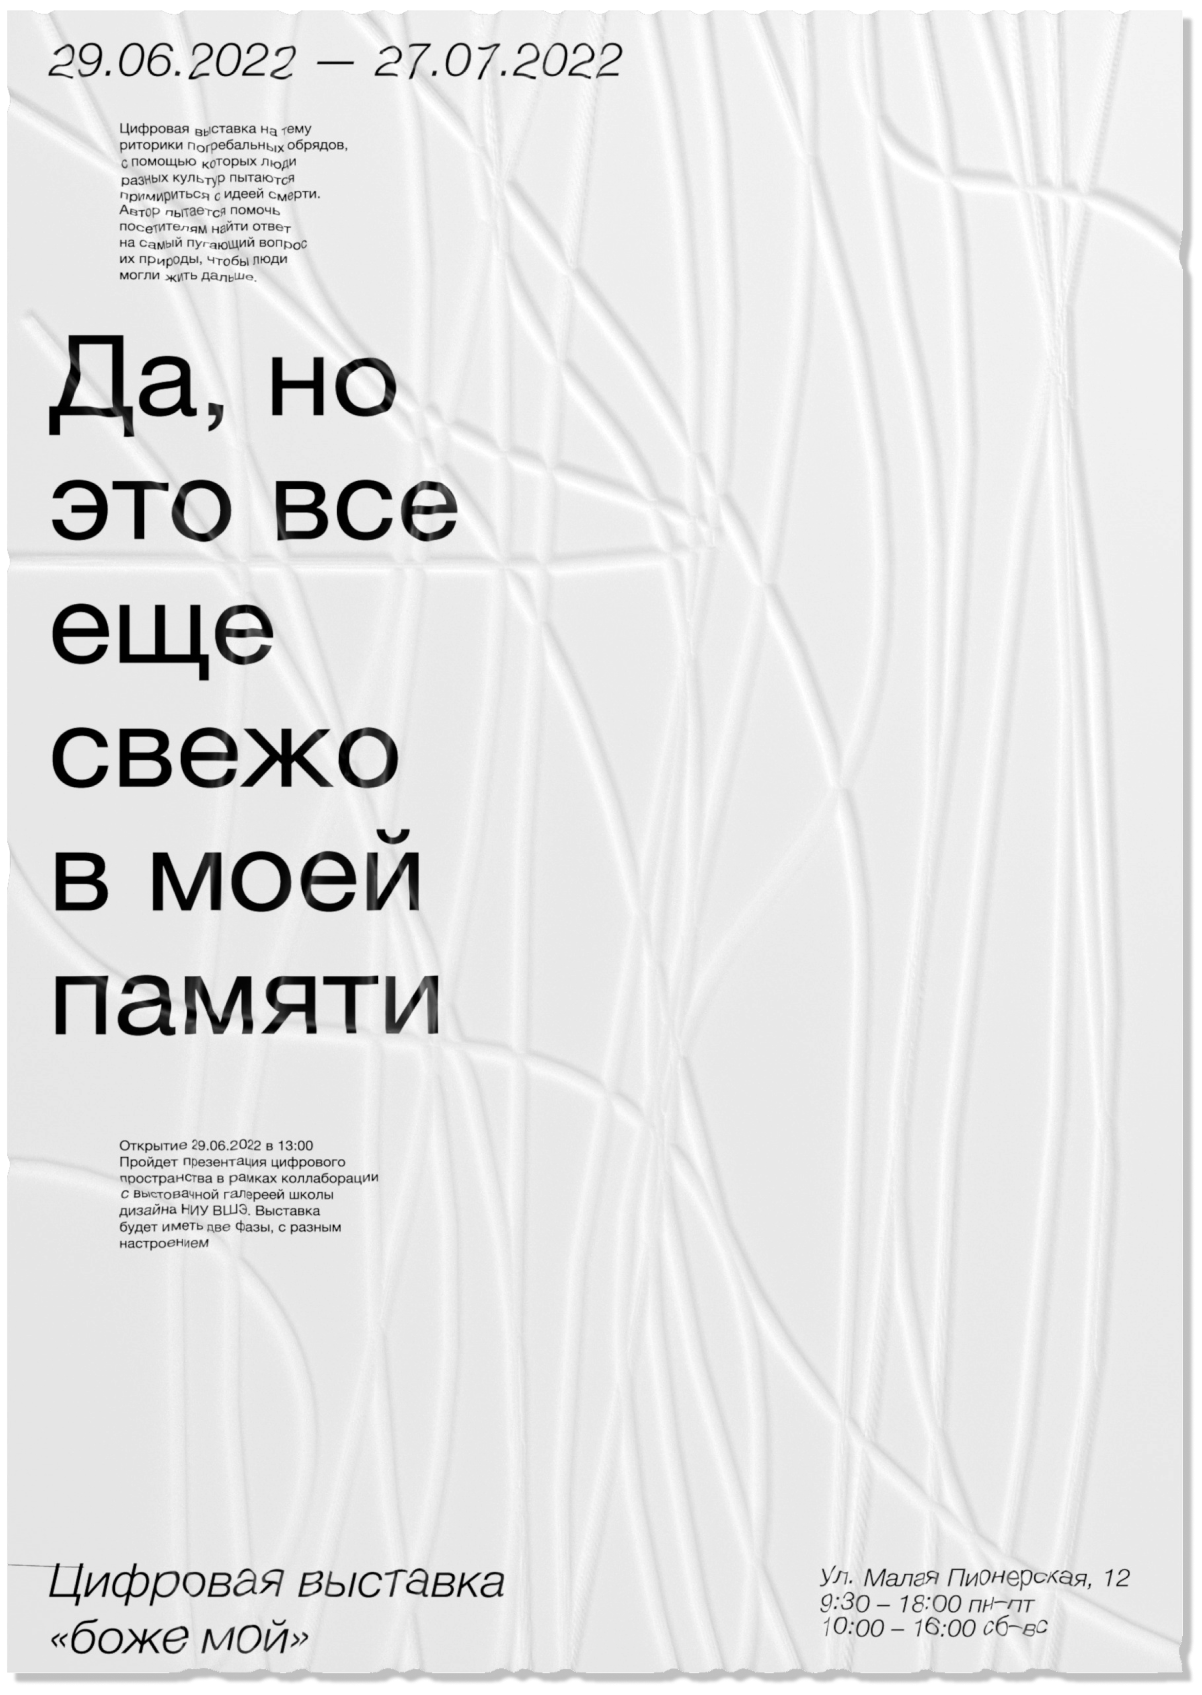 29.06.2022 — 27.07.2022
Цифровая выставка на тему
риторики погребальных обрядов,
с помощью которых люди
разных культур пытаются
примириться с идеей смерти.
Автор пытается помочь
посетителям найти ответ
на самый пугающий вопрос
их природы, чтобы люди
могли жить дальше.
Да, но
это все
еще
свежо
в моей
памяти
Открытие 29.06.2022 в 13:00
Пройдет презентация цифрового
пространства в рамках коллаборации
с выстовачной галереей школы
дизайна НИУ ВШЭ. Выставка
будет иметь две фазы, с разным
настроением
Цифровая выставка
«боже мой»
Ул. Малая Пионерская, 12
9:30 – 18:00 пн–пт
10:00 – 16:00 сб–вс